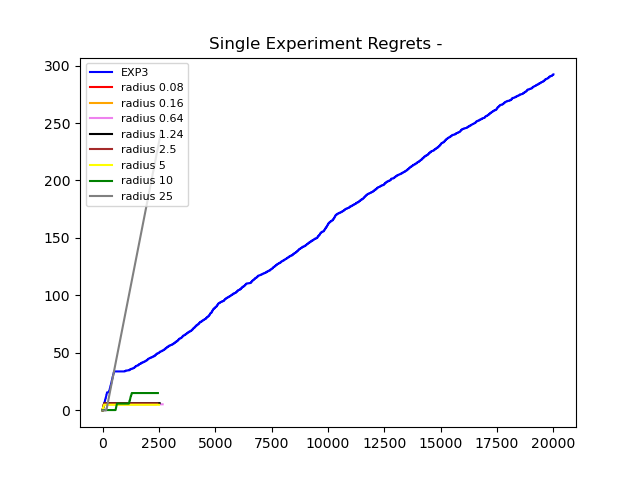 Single Experiment Regrets -
300
250
200
150
100
50
0
EXP3
radius 0.08
radius 0.16
radius 0.64
radius 1.24
radius 2.5
radius 5
radius 10
radius 25
0 2500 5000 7500 10000 12500 15000 17500 20000